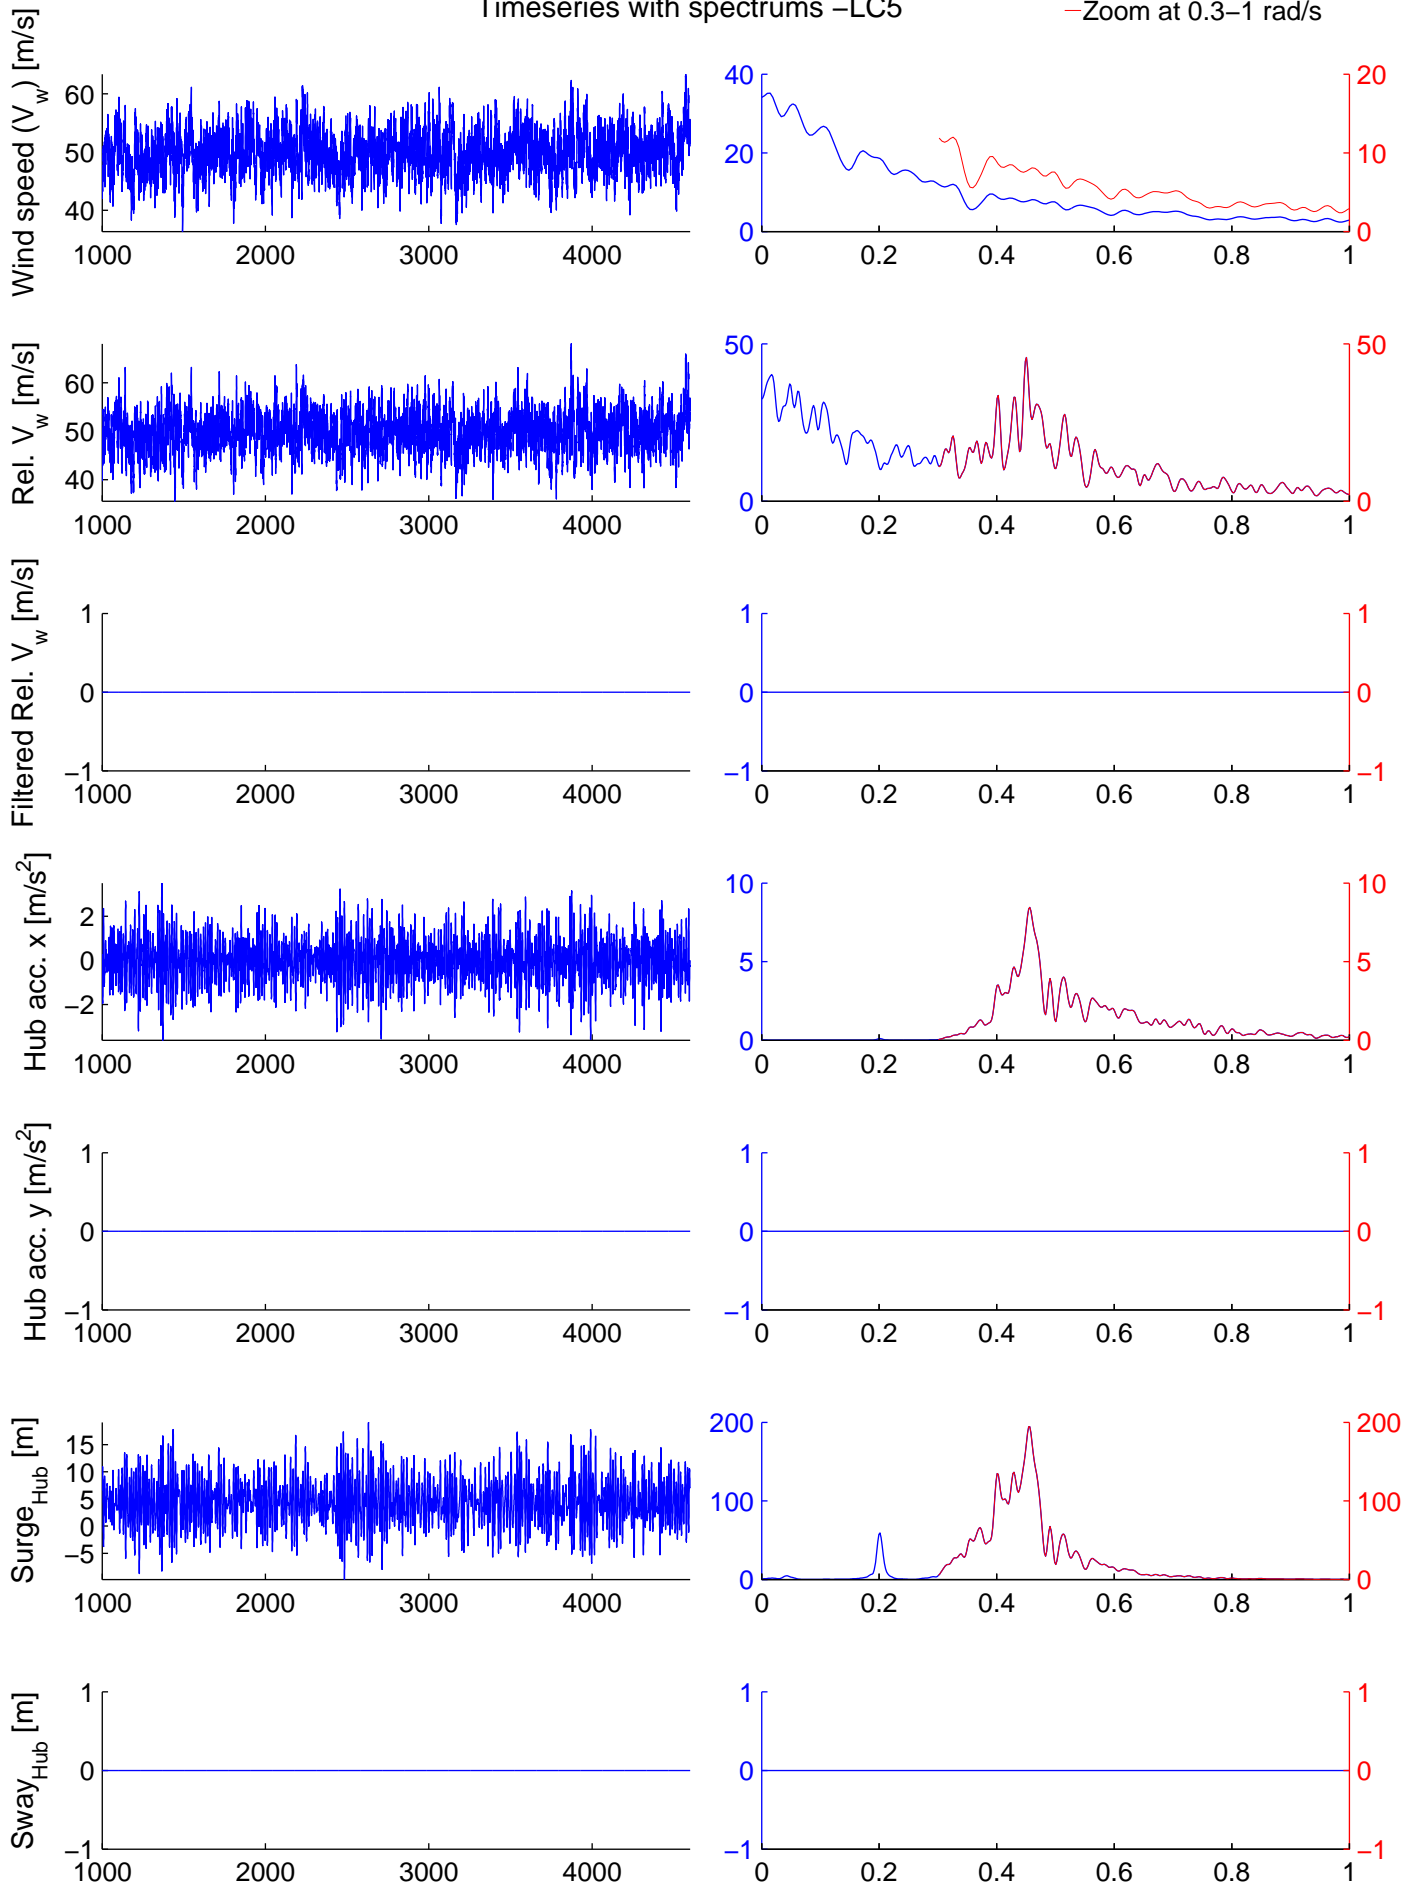 Timeseries with spectrums −LC5
Zoom at 0.3−1 rad/s
Wind speed (V_w) [m/s]
60
50
40
1000 2000 3000 4000
40
20
0
0 0.2 0.4 0.6 0.8 1
20
10
0
Rel. V_w [m/s]
60
50
40
1000 2000 3000 4000
50
0
0 0.2 0.4 0.6 0.8 1
50
0
Filtered Rel. V_w [m/s]
1
0
−1
1000 2000 3000 4000
1
0
−1
0 0.2 0.4 0.6 0.8 1
1
0
−1
Hub acc. x [m/s²]
2
0
−2
1000 2000 3000 4000
10
5
0
0 0.2 0.4 0.6 0.8 1
10
5
0
Hub acc. y [m/s²]
1
0
−1
1000 2000 3000 4000
1
0
−1
0 0.2 0.4 0.6 0.8 1
1
0
−1
Surge_Hub [m]
15
10
5
0
−5
1000 2000 3000 4000
200
100
0
0 0.2 0.4 0.6 0.8 1
200
100
0
Sway_Hub [m]
1
0
−1
1000 2000 3000 4000
1
0
−1
0 0.2 0.4 0.6 0.8 1
1
0
−1